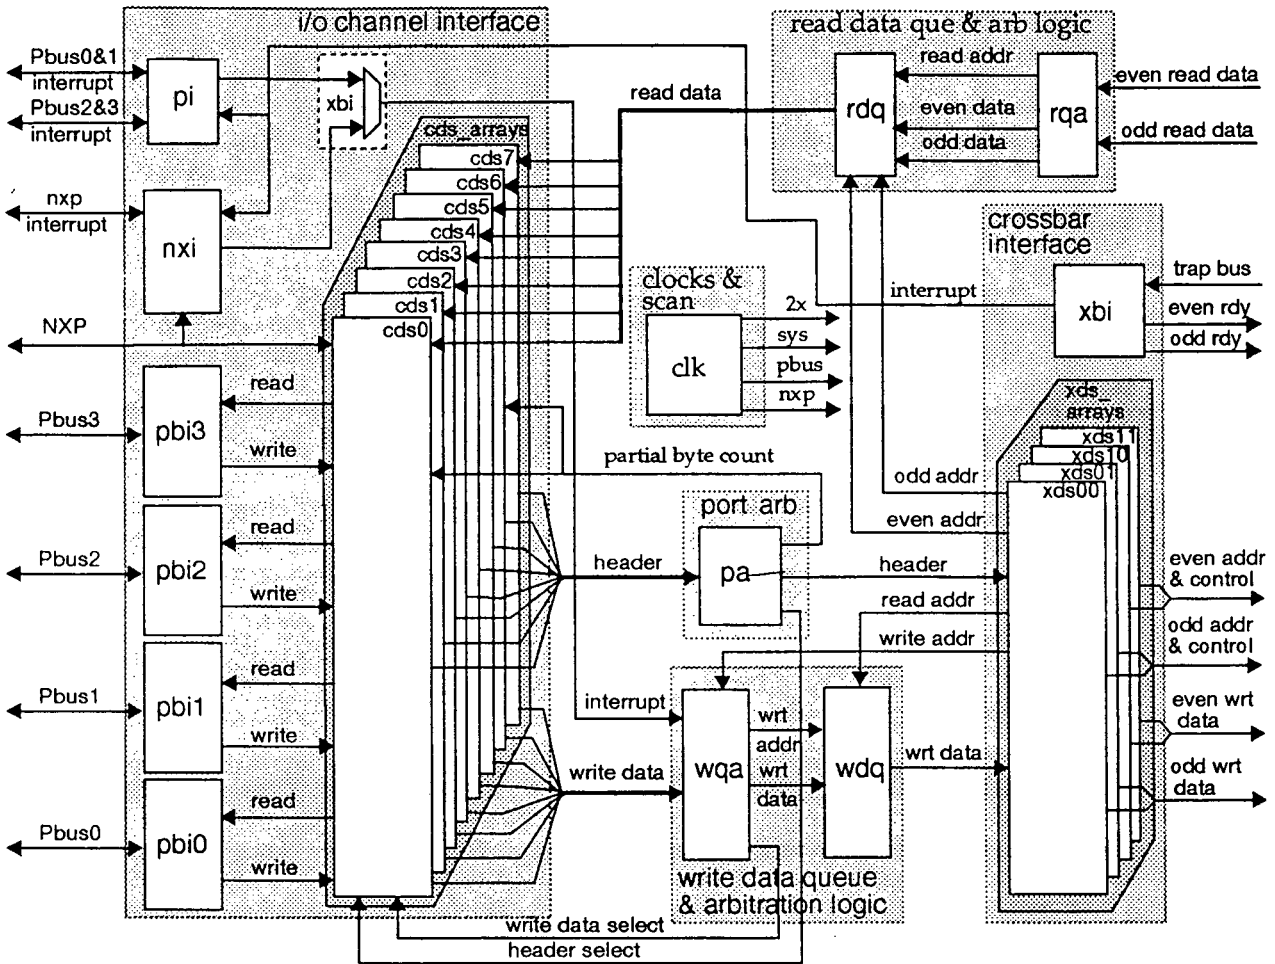 i/o channel interface
Pbus0&1
interrupt
Pbus2&3
interrupt
pi
xbi
nxp
interrupt
nxi
NXP
cds_arrays
cds7
cds6
cds5
cds4
cds3
cds2
cds1
cds0
read
Pbus3
pbi3
write
read
Pbus2
pbi2
write
read
Pbus1
pbi1
write
read
Pbus0
pbi0
write
read data
read data que & arb logic
rdq
read addr
even data
odd data
rqa
even read data
odd read data
clocks &
scan
clk
2x
sys
pbus
nxp
interrupt
crossbar
interface
xbi
trap bus
even rdy
odd rdy
xds_
arrays
xds11
xds10
xds01
xds00
partial byte count
odd addr
even addr
port arb
pa
header
header
read addr
write addr
even addr
& control
odd addr
& control
even wrt
data
odd wrt
data
interrupt
wqa
wrt
addr
wrt
data
wdq
wrt data
write data
write data queue
& arbitration logic
write data select
header select